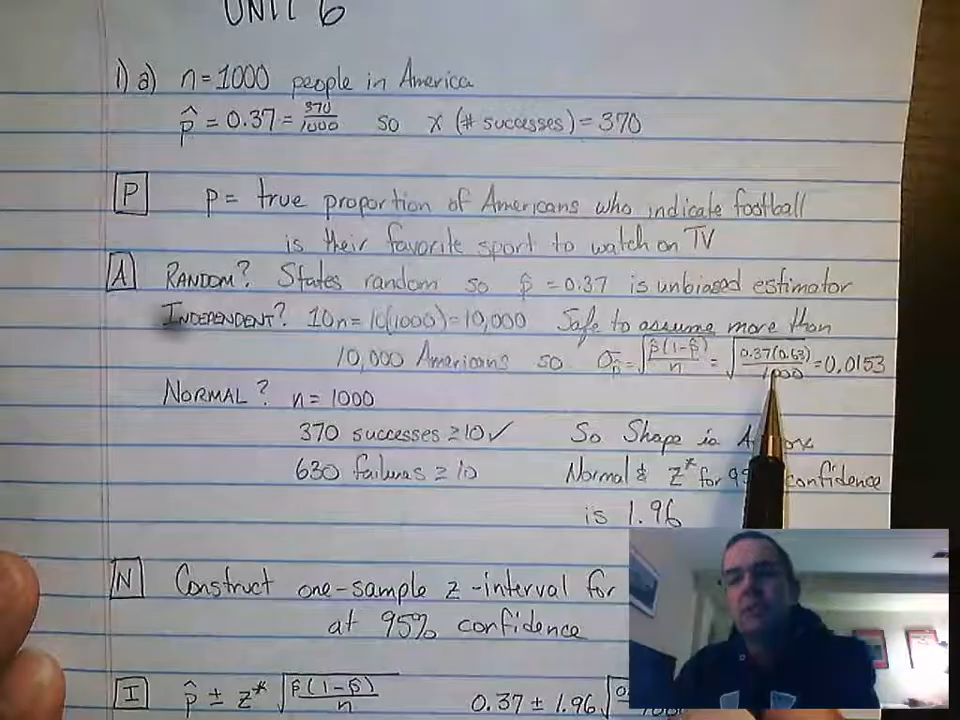 UNIT 6
1) a) n = 1000 people in America
p̂ = 0.37 = 370/1000 so x (# successes) = 370
P p = true proportion of Americans who indicate football
is their favorite sport to watch on TV
A RANDOM? States random so p̂ = 0.37 is unbiased estimator
INDEPENDENT? 10n = 10(1000) = 10,000 Safe to assume more than
10,000 Americans so σp̂ = √(p̂(1-p̂)/n) = √(0.37(0.63)/1000) = 0.0153
NORMAL? n = 1000
370 successes ≥ 10 ✓ So Shape is
630 failures ≥ 10 Normal & z* for confidence
is 1.96
N Construct one-sample z-interval for
at 95% confidence
I p̂ ± z* √(p̂(1-p̂)/n) 0.37 ± 1.96 √